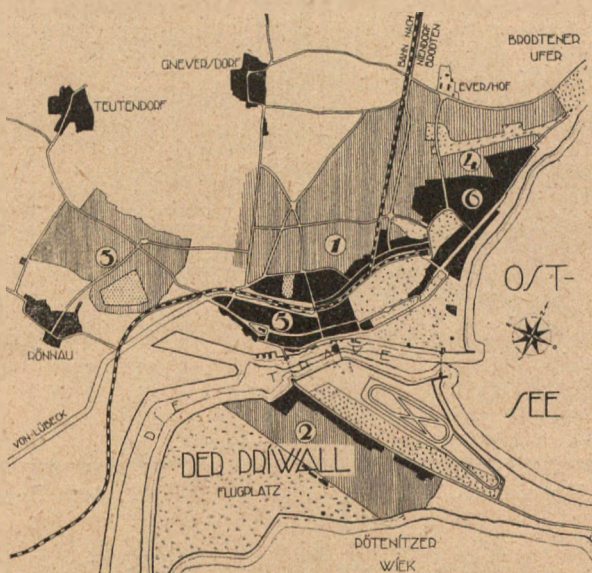 BRODTENER
UFER
BAHN NACH
NIENDORF
BRODTEN
GNEVERSDORF
EVERSHOF
TEUTENDORF
4
6
1
3
OST-
5
RÖNNAU
DIE TRAVE
SEE
VON-LÜBECK
2
DER PRIWALL
FLUGPLATZ
PÖTENITZER
WIEK